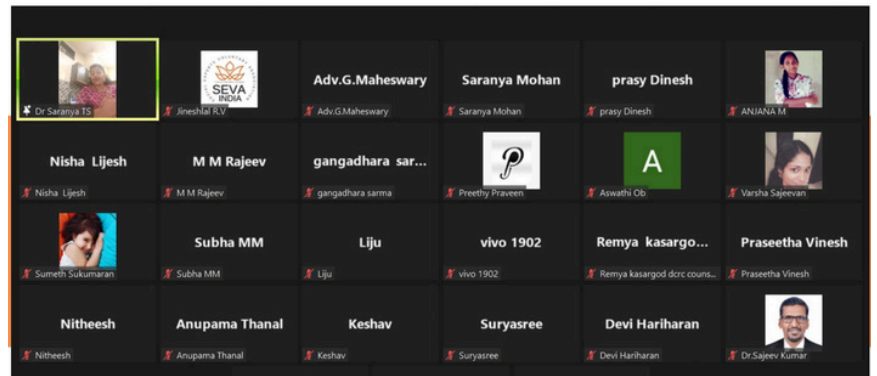 SEVA
INDIA
Adv.G.Maheswary
Saranya Mohan
prasy Dinesh
Dr Saranya TS
Jineshlal R.V
Adv.G.Maheswary
Saranya Mohan
prasy Dinesh
ANJANA M
Nisha Lijesh
M M Rajeev
gangadhara sar...
P
A
Nisha Lijesh
M M Rajeev
gangadhara sarma
Preethy Praveen
Aswathi Ob
Varsha Sajeevan
Subha MM
Liju
vivo 1902
Remya kasargo...
Praseetha Vinesh
Sumeth Sukumaran
Subha MM
Liju
vivo 1902
Remya kasargod dcrc couns...
Praseetha Vinesh
Nitheesh
Anupama Thanal
Keshav
Suryasree
Devi Hariharan
Nitheesh
Anupama Thanal
Keshav
Suryasree
Devi Hariharan
Dr.Sajeev Kumar